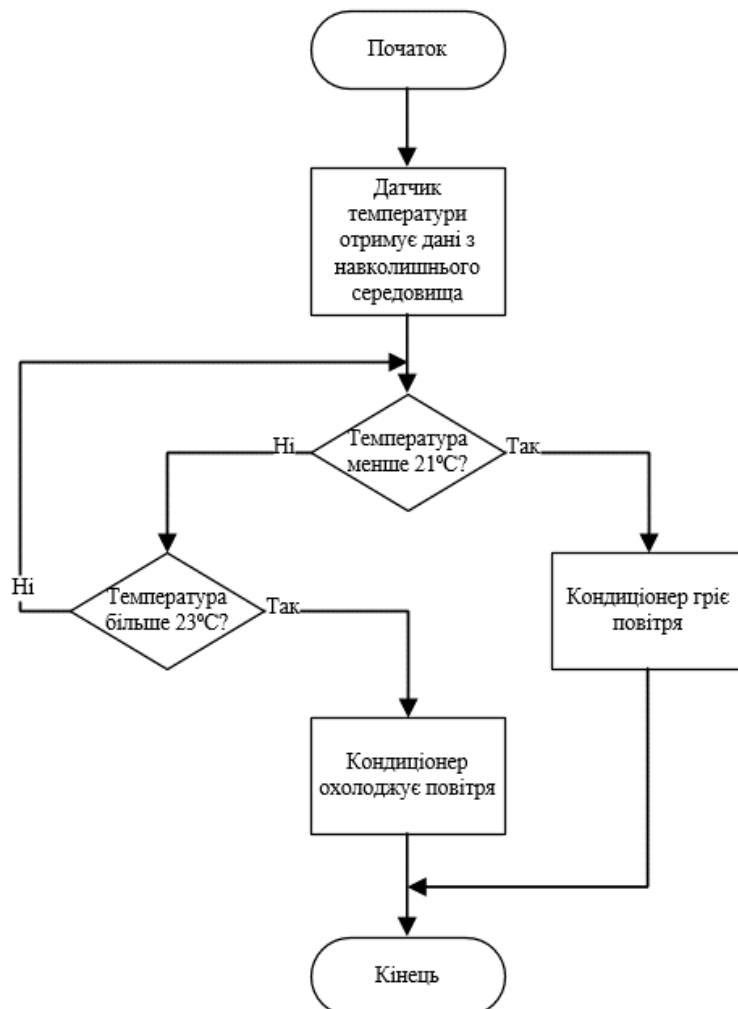 Початок
Датчик
температури
отримує дані з
навколишнього
середовища
Температура
менше 21ºC?
Ні
Так
Температура
більше 23ºC?
Ні
Так
Кондиціонер гріє
повітря
Кондиціонер
охолоджує повітря
Кінець